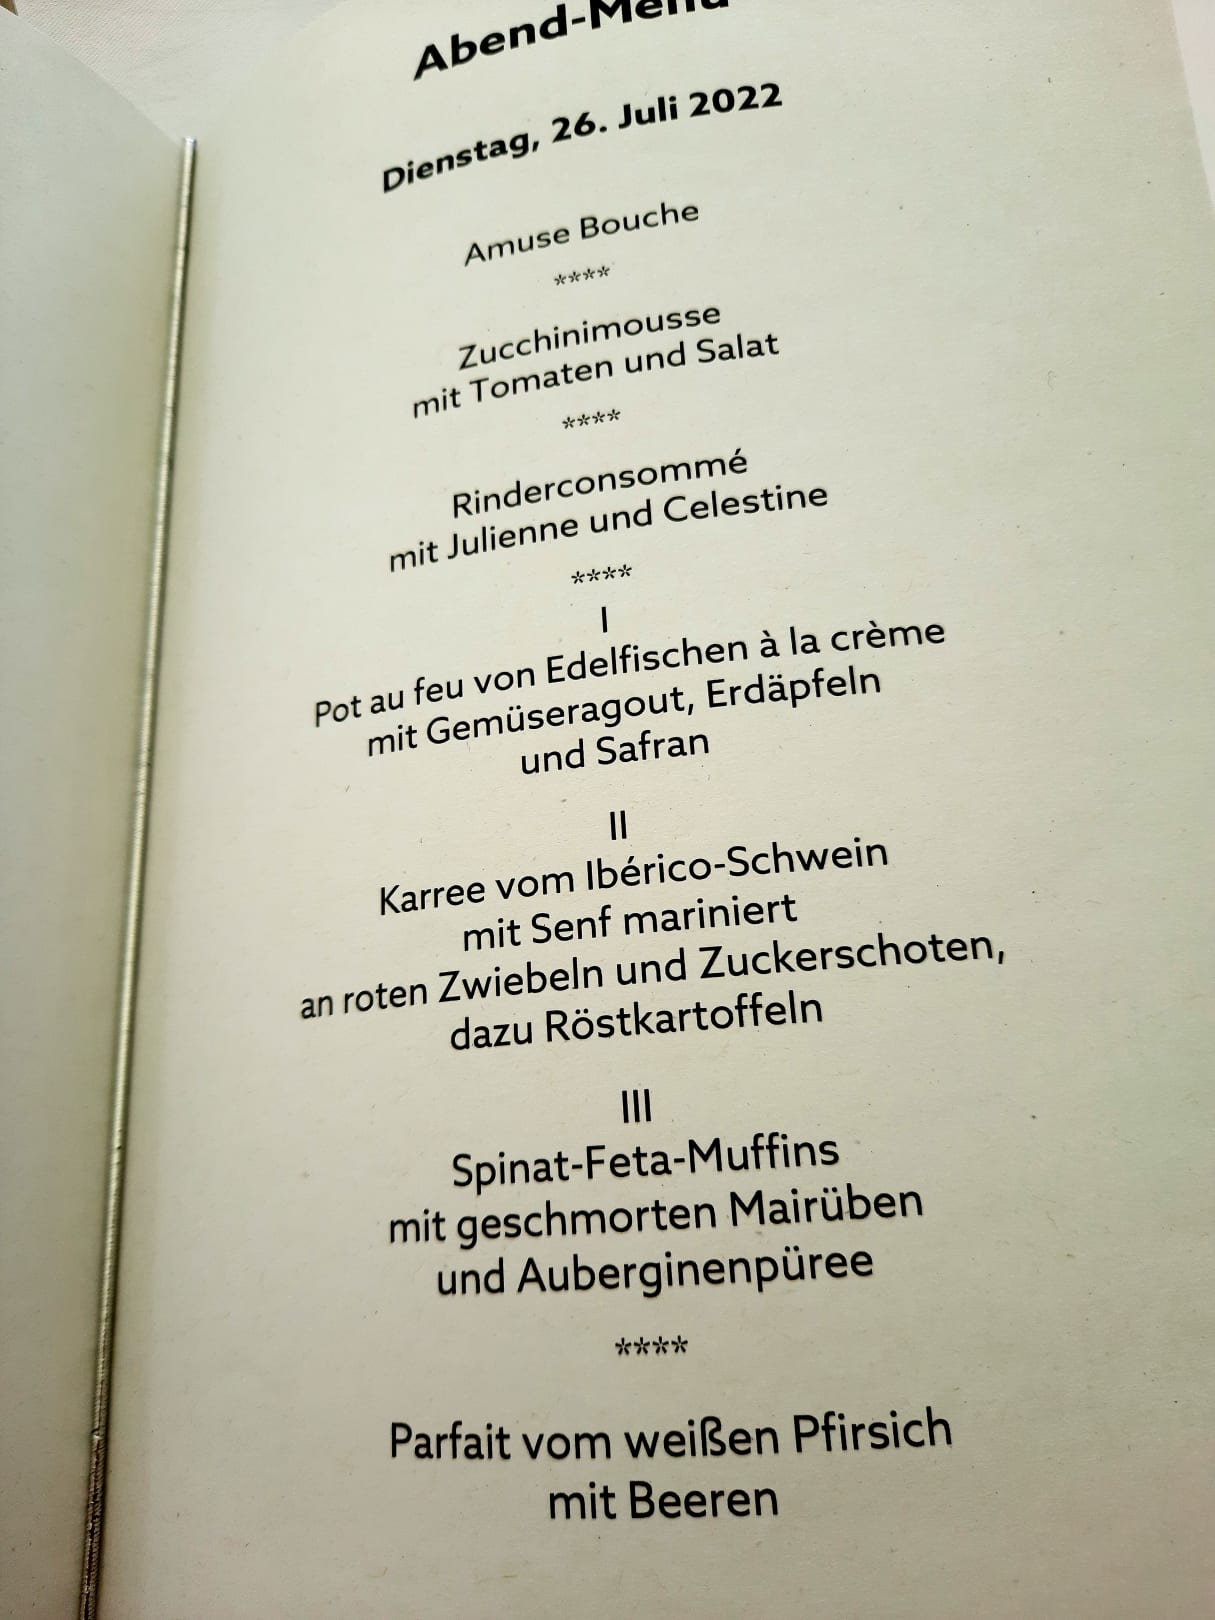 Abend-Menü
Dienstag, 26. Juli 2022
Amuse Bouche
****
Zucchinimousse
mit Tomaten und Salat
****
Rinderconsommé
mit Julienne und Celestine
****
I
Pot au feu von Edelfischen à la crème
mit Gemüseragout, Erdäpfeln
und Safran
II
Karree vom Ibérico-Schwein
mit Senf mariniert
an roten Zwiebeln und Zuckerschoten,
dazu Röstkartoffeln
III
Spinat-Feta-Muffins
mit geschmorten Mairüben
und Auberginenpüree
****
Parfait vom weißen Pfirsich
mit Beeren